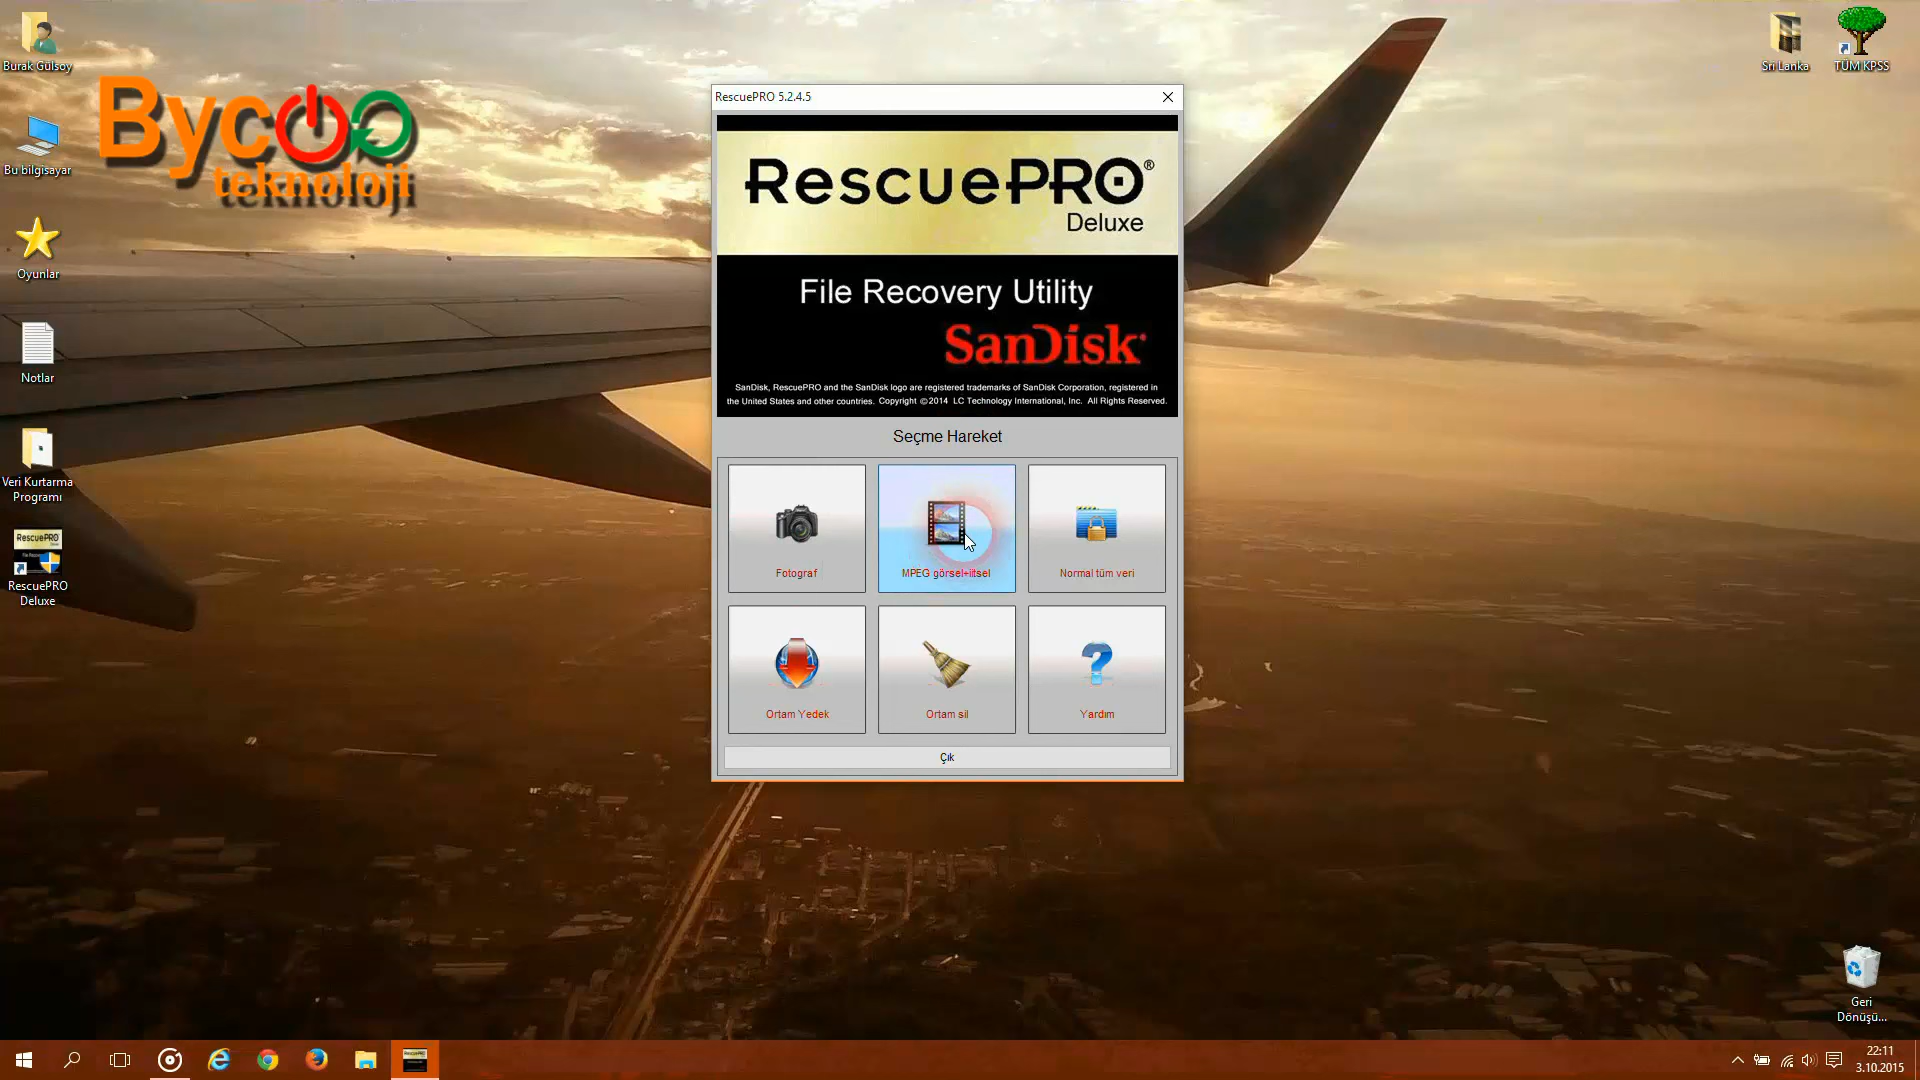 Burak Gülsoy
Bu bilgisayar
Oyunlar
Notlar
Veri Kurtarma
Programı
RescuePRO
RescuePRO
Deluxe
Bycoo
teknoloji
RescuePRO 5.2.4.5
RescuePRO®
Deluxe
File Recovery Utility
SanDisk
SanDisk, RescuePRO and the SanDisk logo are registered trademarks of SanDisk Corporation, registered in
the United States and other countries. Copyright ©2014 LC Technology International, Inc. All Rights Reserved.
Seçme Hareket
Fotograf
MPEG görsel+iitsel
Normal tüm veri
Ortam Yedek
Ortam sil
Yardım
Çık
Sri Lanka
TÜM KPSS
Geri
Dönüşü...
22:11
3.10.2015